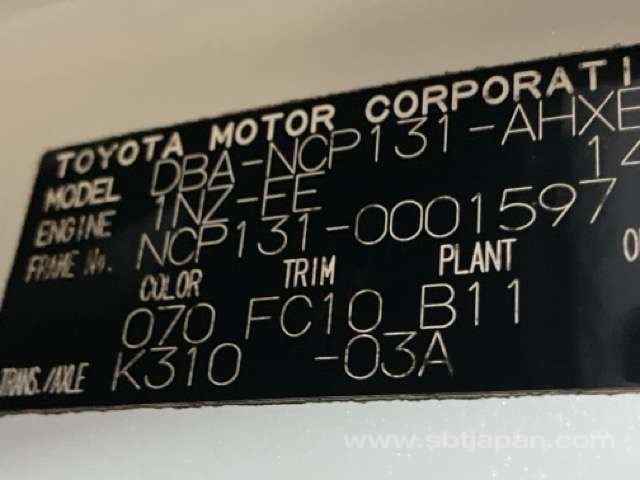 TOYOTA MOTOR CORPORATI
MODEL DBA-NCP131-AHXE
ENGINE 1NZ-FE 14
FRAME No. NCP131-0001597
COLOR TRIM PLANT
070 FC10 B11
TRANS./AXLE K310 -03A
www.sbtjapan.com